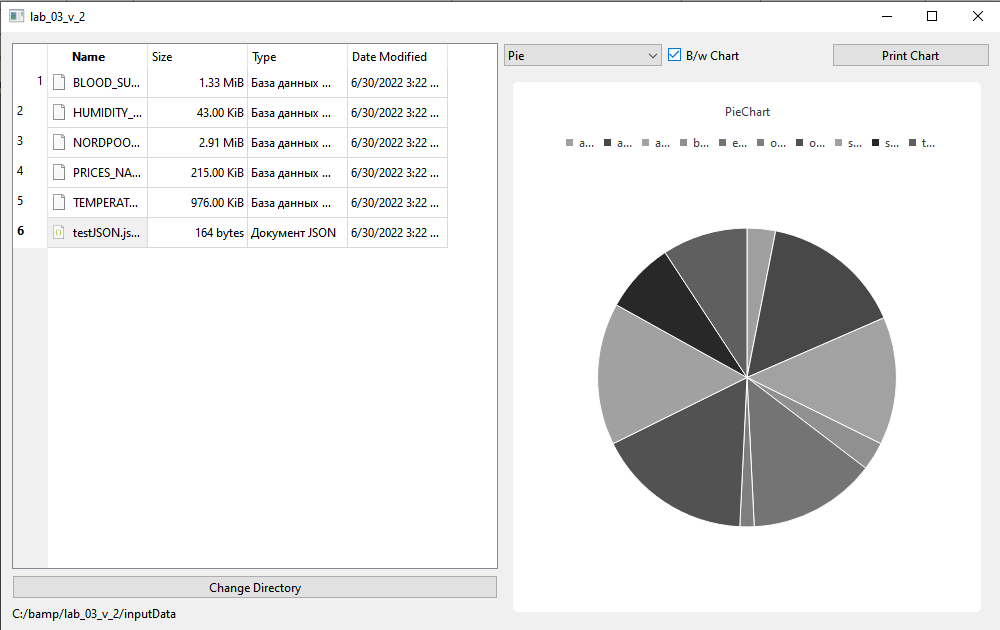 lab_03_v_2
Name Size Type Date Modified
1 BLOOD_SU... 1.33 MiB База данных ... 6/30/2022 3:22 ...
2 HUMIDITY_... 43.00 KiB База данных ... 6/30/2022 3:22 ...
3 NORDPOO... 2.91 MiB База данных ... 6/30/2022 3:22 ...
4 PRICES_NA... 215.00 KiB База данных ... 6/30/2022 3:22 ...
5 TEMPERAT... 976.00 KiB База данных ... 6/30/2022 3:22 ...
6 testJSON.js... 164 bytes Документ JSON 6/30/2022 3:22 ...
Change Directory
C:/bamp/lab_03_v_2/inputData
Pie B/w Chart Print Chart
PieChart
a... a... a... b... e... o... o... s... s... t...